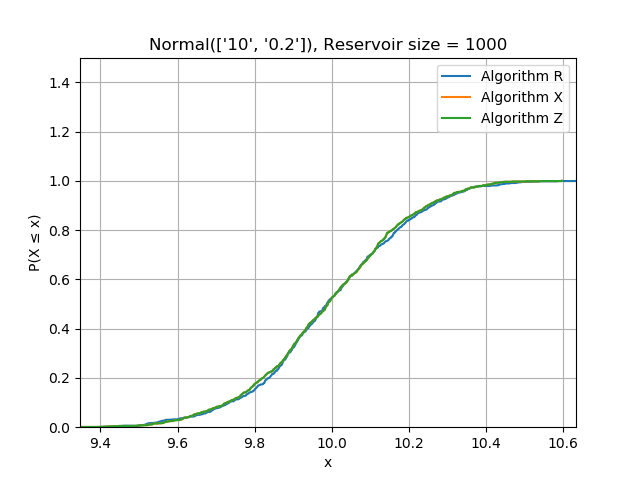 Normal(['10', '0.2']), Reservoir size = 1000
Algorithm R
Algorithm X
Algorithm Z
P(X ≤ x)
1.4
1.2
1.0
0.8
0.6
0.4
0.2
0.0
9.4 9.6 9.8 10.0 10.2 10.4 10.6
x